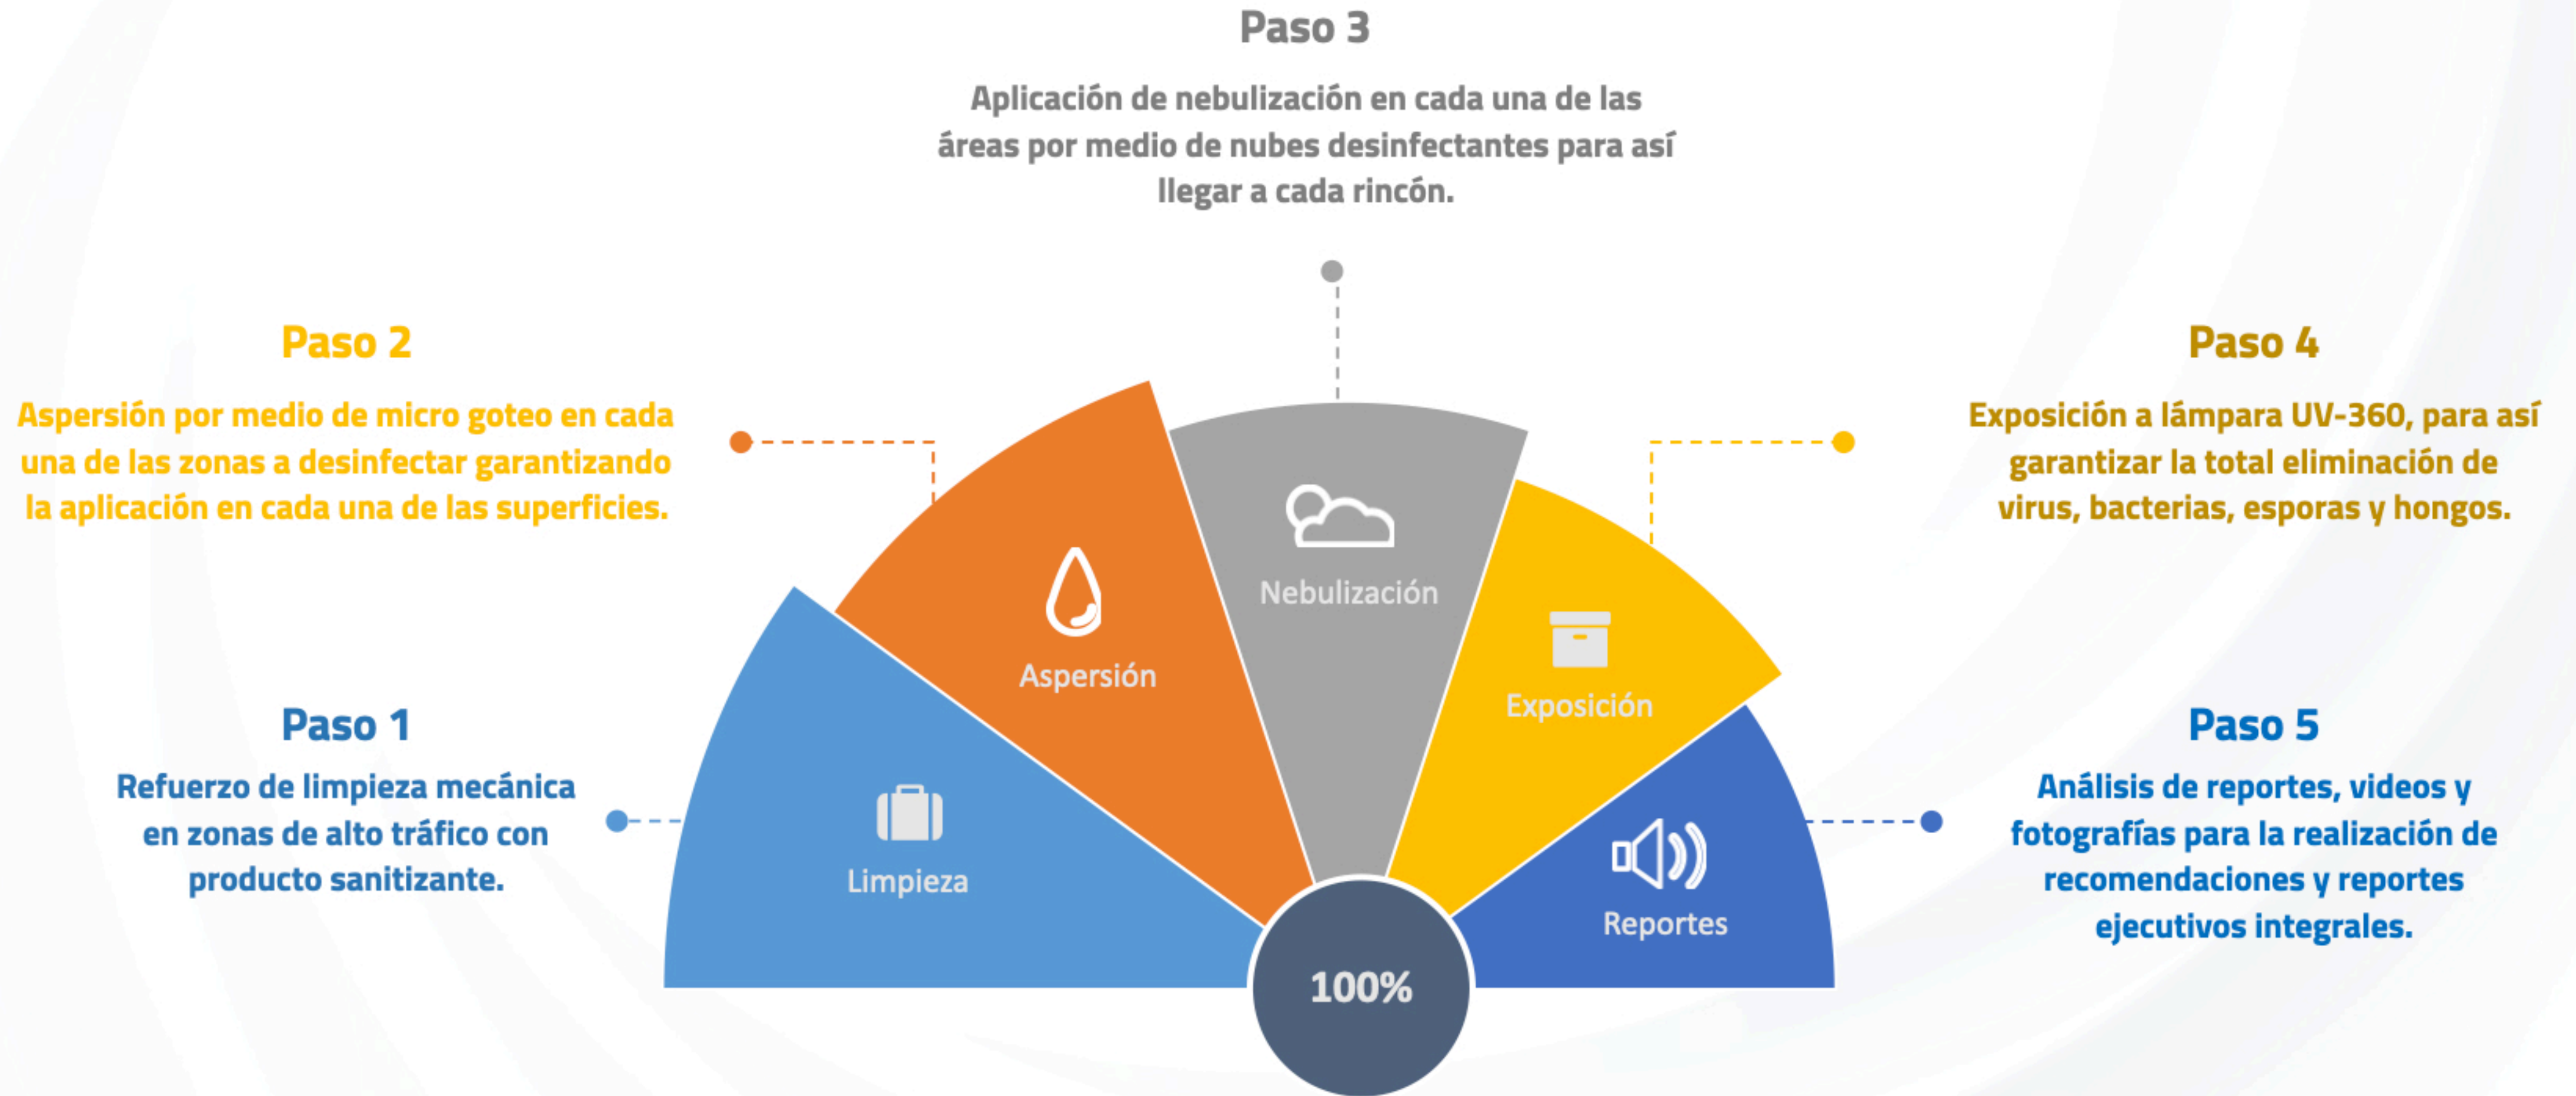 Paso 3
Aplicación de nebulización en cada una de las
áreas por medio de nubes desinfectantes para así
llegar a cada rincón.
Paso 2
Aspersión por medio de micro goteo en cada
una de las zonas a desinfectar garantizando
la aplicación en cada una de las superficies.
Paso 4
Exposición a lámpara UV-360, para así
garantizar la total eliminación de
virus, bacterias, esporas y hongos.
Paso 1
Refuerzo de limpieza mecánica
en zonas de alto tráfico con
producto sanitizante.
Paso 5
Análisis de reportes, videos y
fotografías para la realización de
recomendaciones y reportes
ejecutivos integrales.
Limpieza
Aspersión
Nebulización
Exposición
Reportes
100%